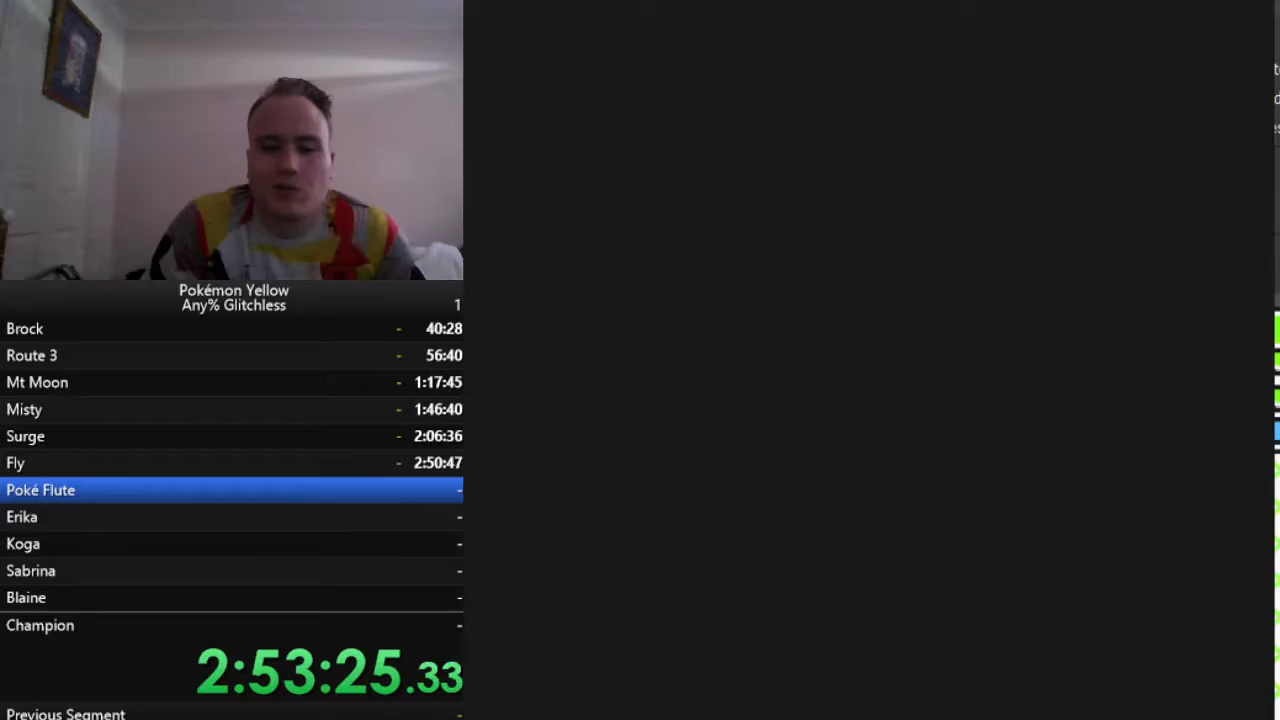 Pokémon Yellow
Any% Glitchless
1
Brock - 40:28
Route 3 - 56:40
Mt Moon - 1:17:45
Misty - 1:46:40
Surge - 2:06:36
Fly - 2:50:47
Poké Flute -
Erika -
Koga -
Sabrina -
Blaine -
Champion -
2:53:25.33
Previous Segment -